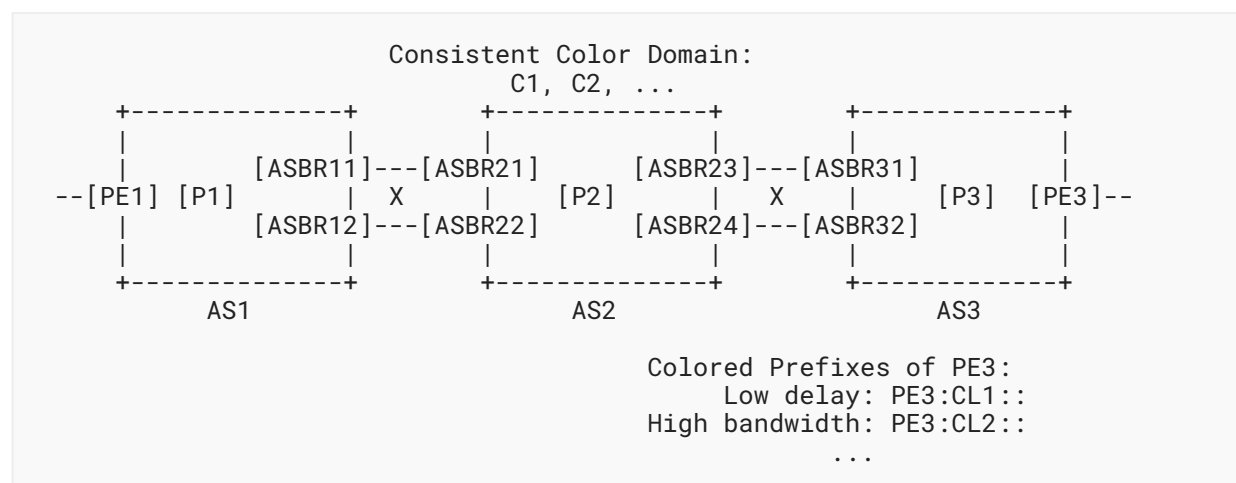 Consistent Color Domain:
C1, C2, ...
+--------------+ +--------------+ +-------------+
| | | | | |
| [ASBR11]---[ASBR21] [ASBR23]---[ASBR31] |
--[PE1] [P1] | X | [P2] | X | [P3] [PE3]--
| [ASBR12]---[ASBR22] [ASBR24]---[ASBR32] |
| | | | | |
+--------------+ +--------------+ +-------------+
AS1 AS2 AS3
Colored Prefixes of PE3:
Low delay: PE3:CL1::
High bandwidth: PE3:CL2::
...